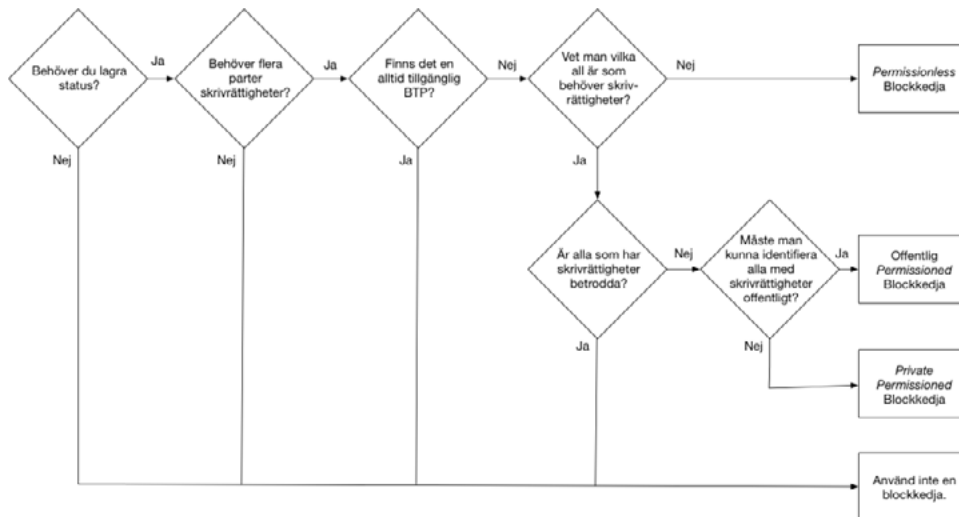 Behöver du lagra
status?
Ja
Behöver flera
parter
skrivrättigheter?
Ja
Finns det en
alltid tillgänglig
BTP?
Nej
Vet man vilka
all är som
behöver skriv-
rättigheter?
Nej
Permissionless
Blockkedja
Nej
Nej
Ja
Ja
Är alla som har
skrivrättigheter
betrodda?
Nej
Måste man
kunna identifiera
alla med
skrivrättigheter
offentligt?
Ja
Offentlig
Permissioned
Blockkedja
Ja
Nej
Private
Permissioned
Blockkedja
Använd inte en
blockkedja.